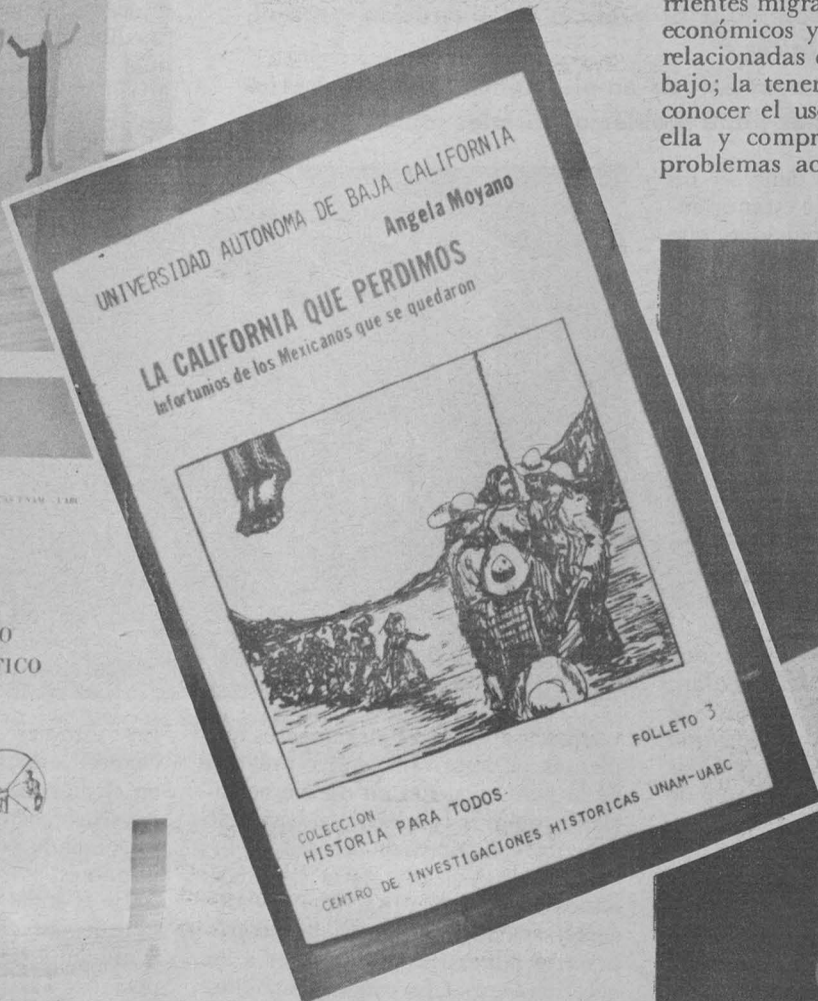 rrientes migra
económicos y
relacionadas
bajo; la tener
conocer el us
ella y compr
problemas ac
UNIVERSIDAD AUTONOMA DE BAJA CALIFORNIA
Angela Moyano
LA CALIFORNIA QUE PERDIMOS
Infortunios de los Mexicanos que se quedaron
FOLLETO 3
COLECCION
HISTORIA PARA TODOS
CENTRO DE INVESTIGACIONES HISTORICAS UNAM-UABC
O
TICO